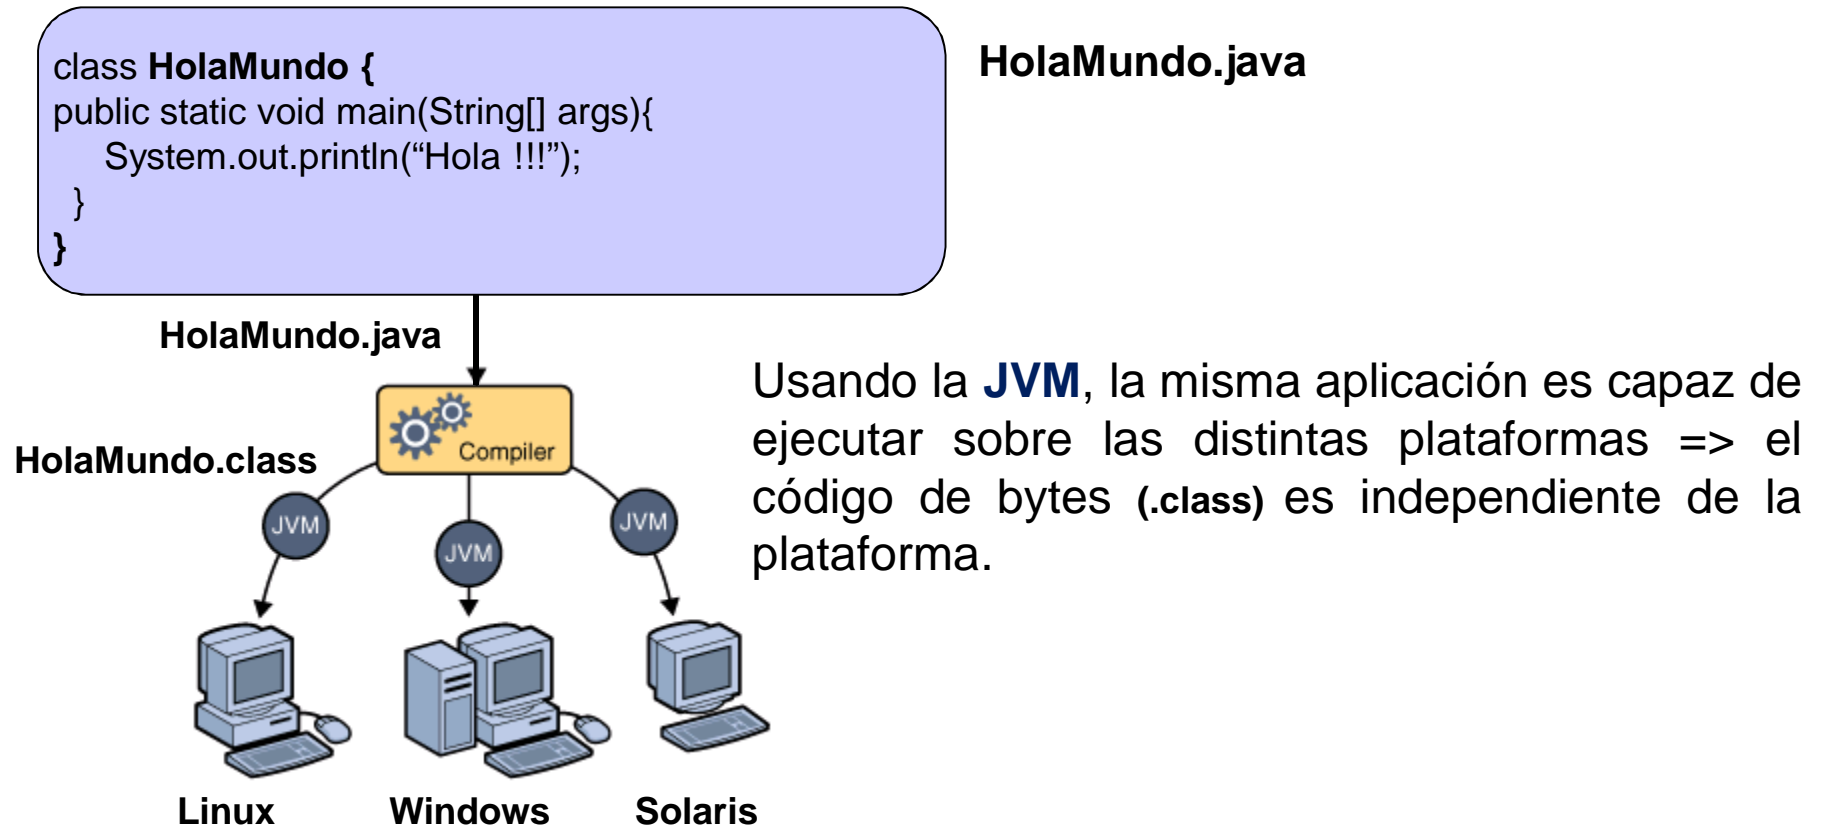 class HolaMundo {
public static void main(String[] args){
System.out.println(“Hola !!!”);
}
}
HolaMundo.java
HolaMundo.java
Compiler
HolaMundo.class
JVM
JVM
JVM
Linux
Windows
Solaris
Usando la JVM, la misma aplicación es capaz de
ejecutar sobre las distintas plataformas => el
código de bytes (.class) es independiente de la
plataforma.